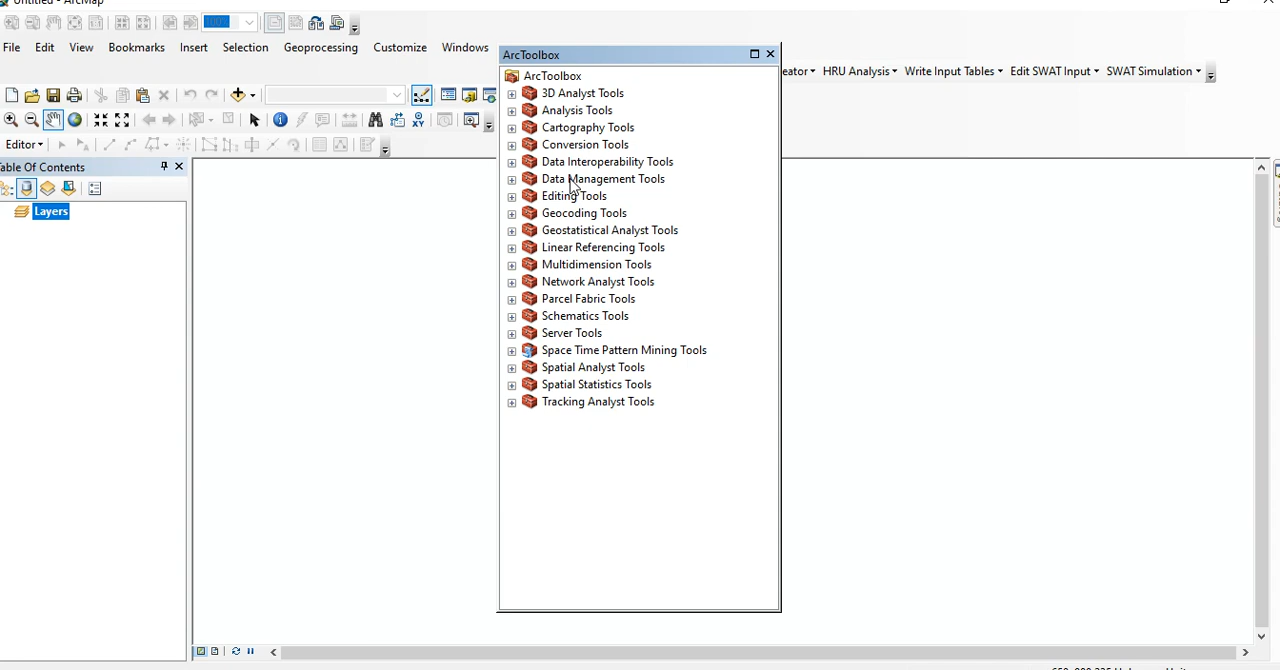 Untitled - ArcMap
100%
File Edit View Bookmarks Insert Selection Geoprocessing Customize Windows
eator HRU Analysis Write Input Tables Edit SWAT Input SWAT Simulation
Editor
able Of Contents
Layers
ArcToolbox
ArcToolbox
3D Analyst Tools
Analysis Tools
Cartography Tools
Conversion Tools
Data Interoperability Tools
Data Management Tools
Editing Tools
Geocoding Tools
Geostatistical Analyst Tools
Linear Referencing Tools
Multidimension Tools
Network Analyst Tools
Parcel Fabric Tools
Schematics Tools
Server Tools
Space Time Pattern Mining Tools
Spatial Analyst Tools
Spatial Statistics Tools
Tracking Analyst Tools